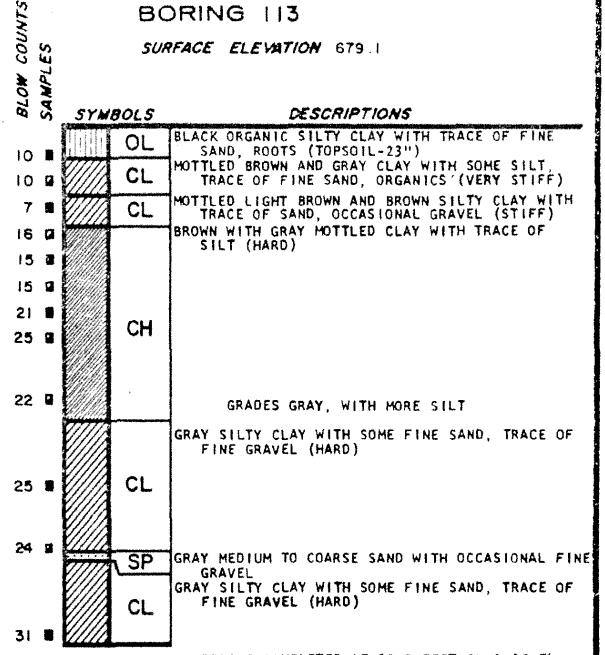 BORING 113
SURFACE ELEVATION 679.1
BLOW COUNTS
SAMPLES
SYMBOLS
DESCRIPTIONS
OL
BLACK ORGANIC SILTY CLAY WITH TRACE OF FINE
SAND, ROOTS (TOPSOIL-23")
10
CL
MOTTLED BROWN AND GRAY CLAY WITH SOME SILT,
TRACE OF FINE SAND, ORGANICS (VERY STIFF)
10
7
CL
MOTTLED LIGHT BROWN AND BROWN SILTY CLAY WITH
TRACE OF SAND, OCCASIONAL GRAVEL (STIFF)
16
BROWN WITH GRAY MOTTLED CLAY WITH TRACE OF
SILT (HARD)
15
15
21
25
CH
22
GRADES GRAY, WITH MORE SILT
GRAY SILTY CLAY WITH SOME FINE SAND, TRACE OF
FINE GRAVEL (HARD)
25
CL
24
SP
GRAY MEDIUM TO COARSE SAND WITH OCCASIONAL FINE
GRAVEL
GRAY SILTY CLAY WITH SOME FINE SAND, TRACE OF
FINE GRAVEL (HARD)
CL
31